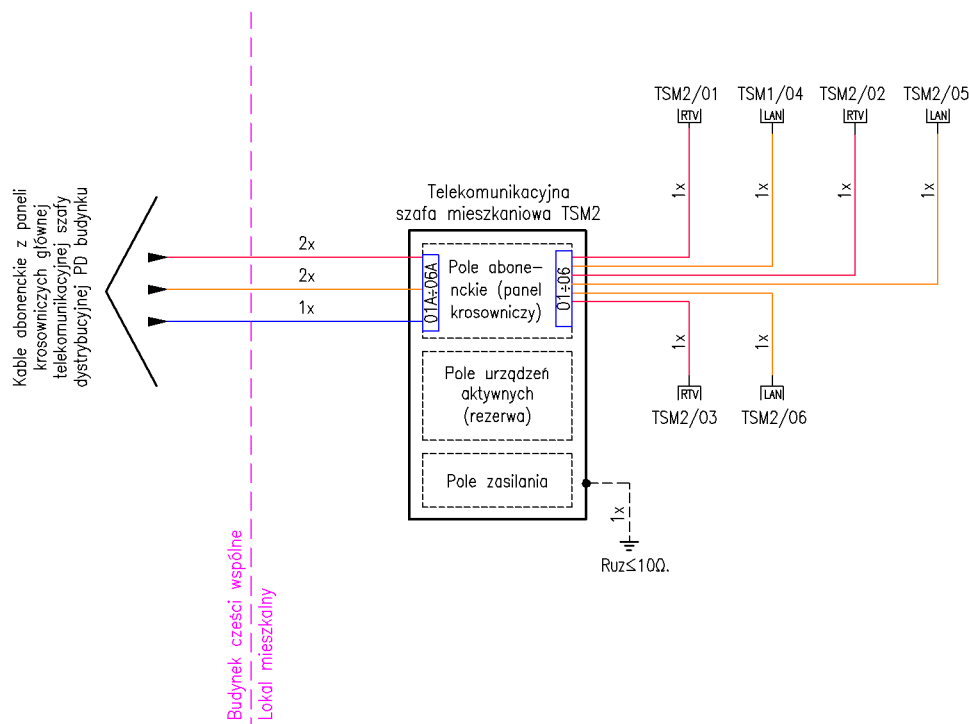 TSM2/01
TSM1/04
TSM2/02
TSM2/05
RTV
LAN
RTV
LAN
1x
1x
1x
1x
Kable abonenckie z paneli
krosowniczych głównej
telekomunikacyjnej szafy
dystrybucyjnej PD budynku
2x
2x
1x
Telekomunikacyjna
szafa mieszkaniowa TSM2
01A÷06A
Pole abone–
nckie (panel
krosowniczy)
01÷06
Pole urządzeń
aktywnych
(rezerwa)
Pole zasilania
1x
1x
RTV
LAN
TSM2/03
TSM2/06
1x
Ruz≤10Ω.
Budynek cześci wspólne
Lokal mieszkalny